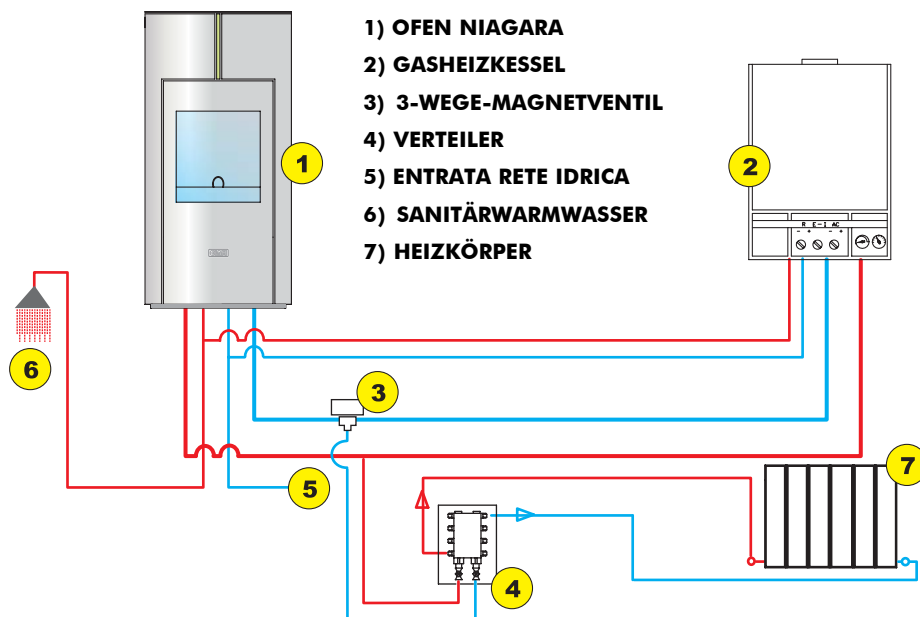 1) OFEN NIAGARA
2) GASHEIZKESSEL
3) 3-WEGE-MAGNETVENTIL
4) VERTEILER
5) ENTRATA RETE IDRICA
6) SANITÄRWARMWASSER
7) HEIZKÖRPER
1
2
R E-I AC
- + - +
6
3
7
5
4